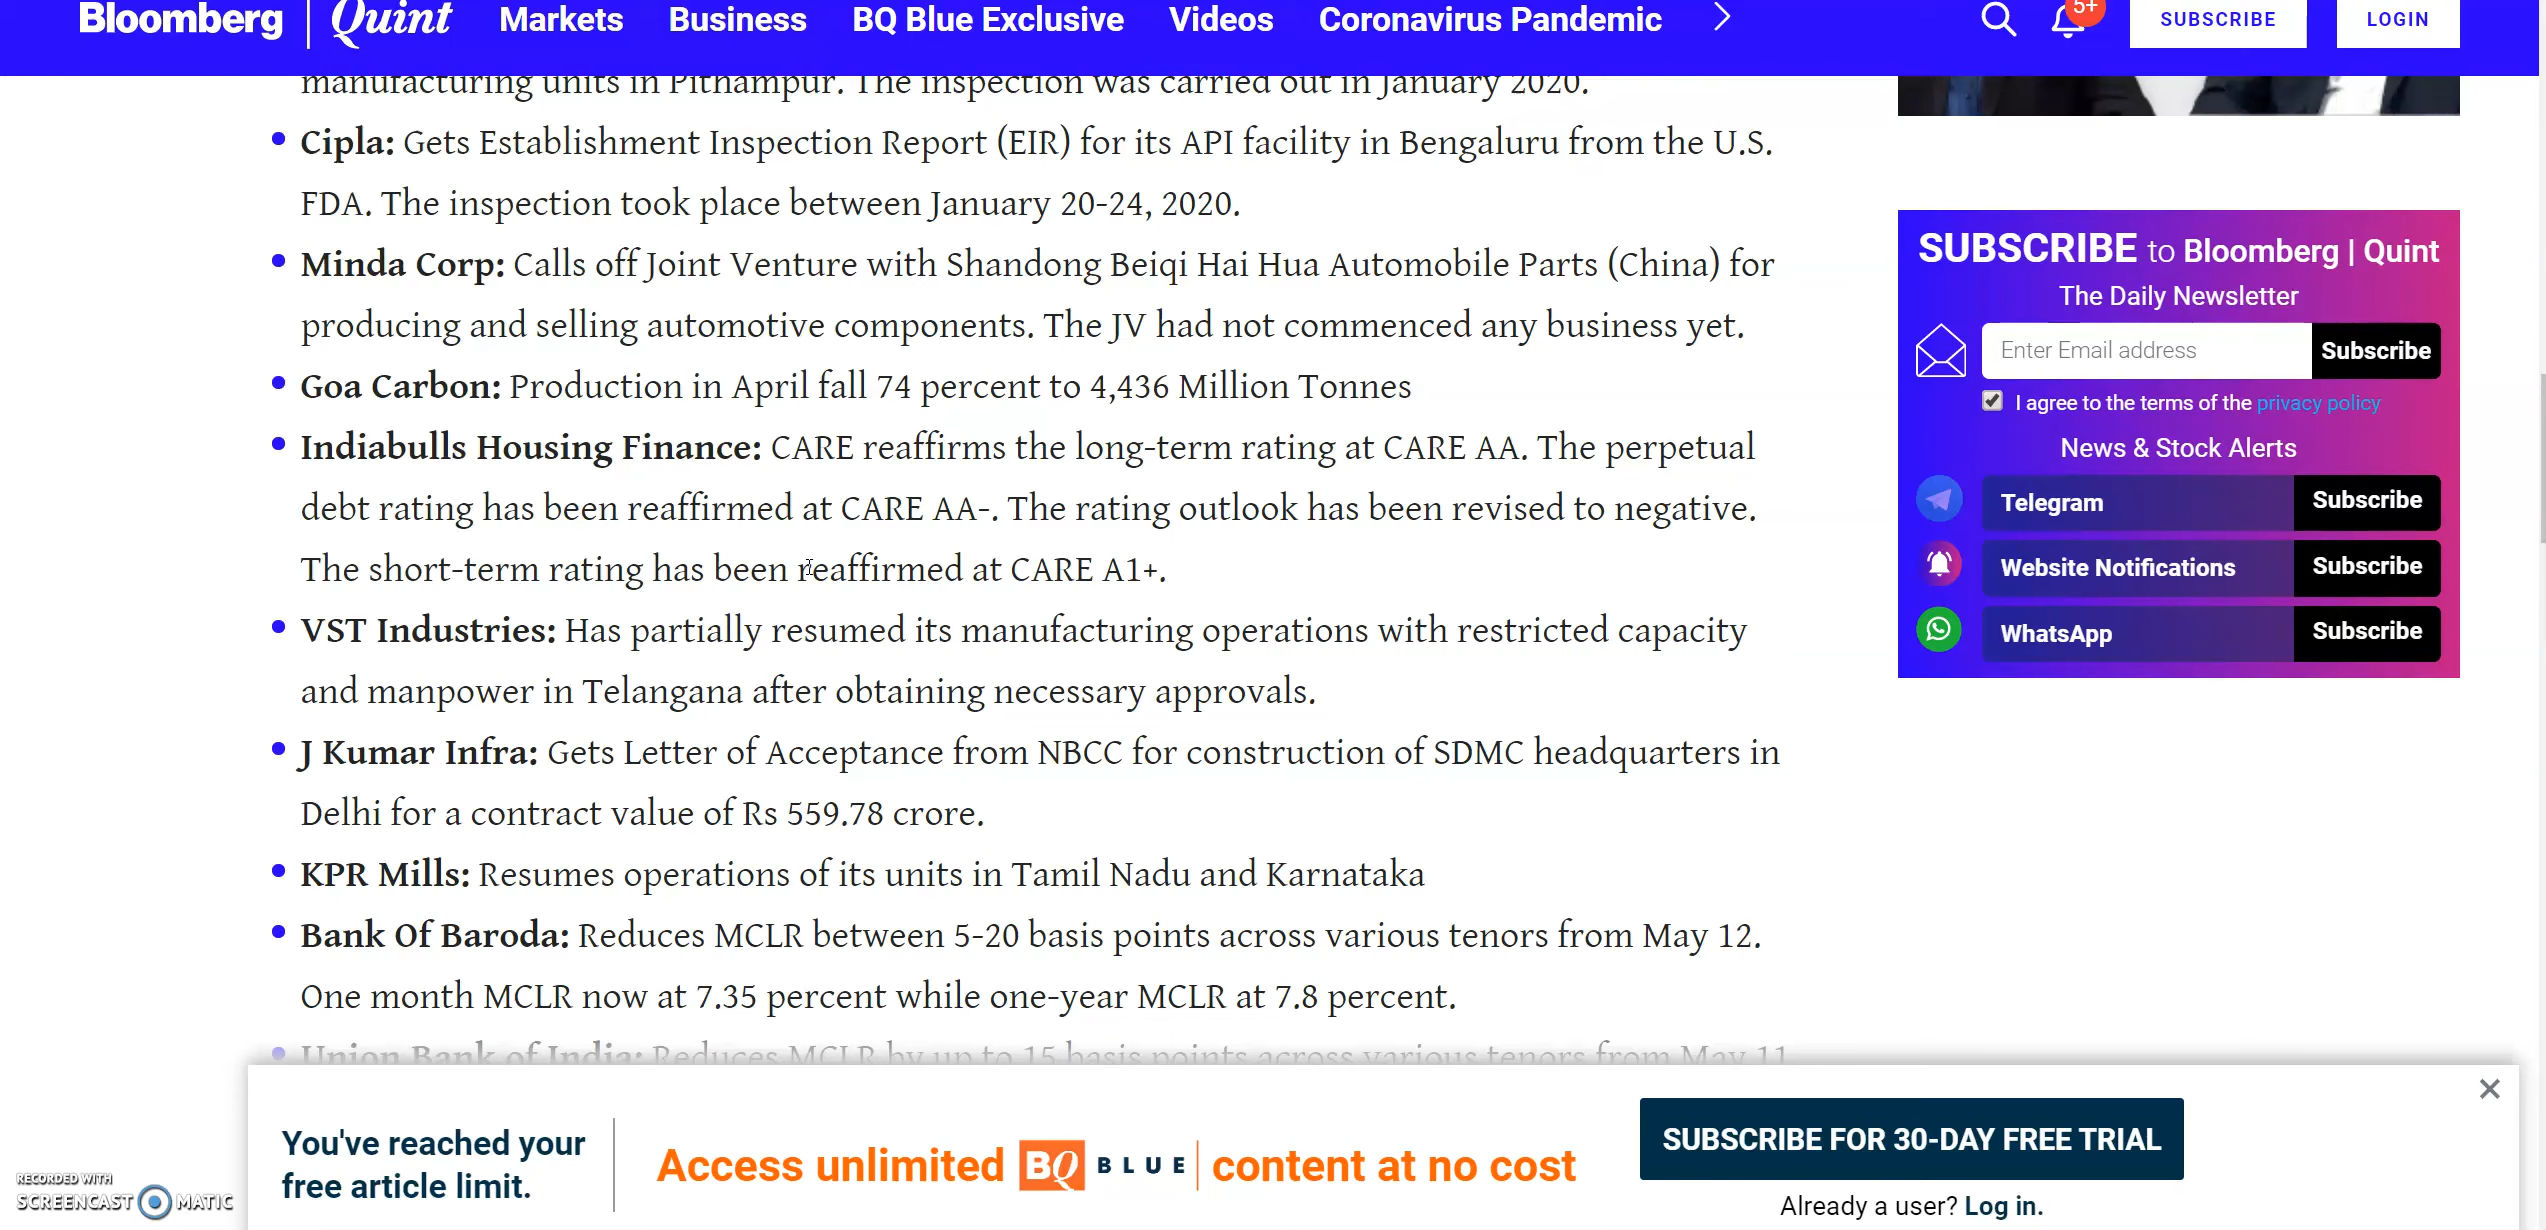 Bloomberg | Quint Markets Business BQ Blue Exclusive Videos Coronavirus Pandemic 5+ SUBSCRIBE LOGIN
manufacturing units in Pithampur. The inspection was carried out in January 2020.
Cipla: Gets Establishment Inspection Report (EIR) for its API facility in Bengaluru from the U.S.
FDA. The inspection took place between January 20-24, 2020.
Minda Corp: Calls off Joint Venture with Shandong Beiqi Hai Hua Automobile Parts (China) for
producing and selling automotive components. The JV had not commenced any business yet.
Goa Carbon: Production in April fall 74 percent to 4,436 Million Tonnes
Indiabulls Housing Finance: CARE reaffirms the long-term rating at CARE AA. The perpetual
debt rating has been reaffirmed at CARE AA-. The rating outlook has been revised to negative.
The short-term rating has been reaffirmed at CARE A1+.
VST Industries: Has partially resumed its manufacturing operations with restricted capacity
and manpower in Telangana after obtaining necessary approvals.
J Kumar Infra: Gets Letter of Acceptance from NBCC for construction of SDMC headquarters in
Delhi for a contract value of Rs 559.78 crore.
KPR Mills: Resumes operations of its units in Tamil Nadu and Karnataka
Bank Of Baroda: Reduces MCLR between 5-20 basis points across various tenors from May 12.
One month MCLR now at 7.35 percent while one-year MCLR at 7.8 percent.
Union Bank of India: Reduces MCLR by up to 15 basis points across various tenors from May 11
SUBSCRIBE to Bloomberg | Quint
The Daily Newsletter
Enter Email address Subscribe
I agree to the terms of the privacy policy
News & Stock Alerts
Telegram Subscribe
Website Notifications Subscribe
WhatsApp Subscribe
You've reached your
free article limit.
Access unlimited BQ BLUE | content at no cost
SUBSCRIBE FOR 30-DAY FREE TRIAL
Already a user? Log in.
RECORDED WITH
SCREENCAST MATIC